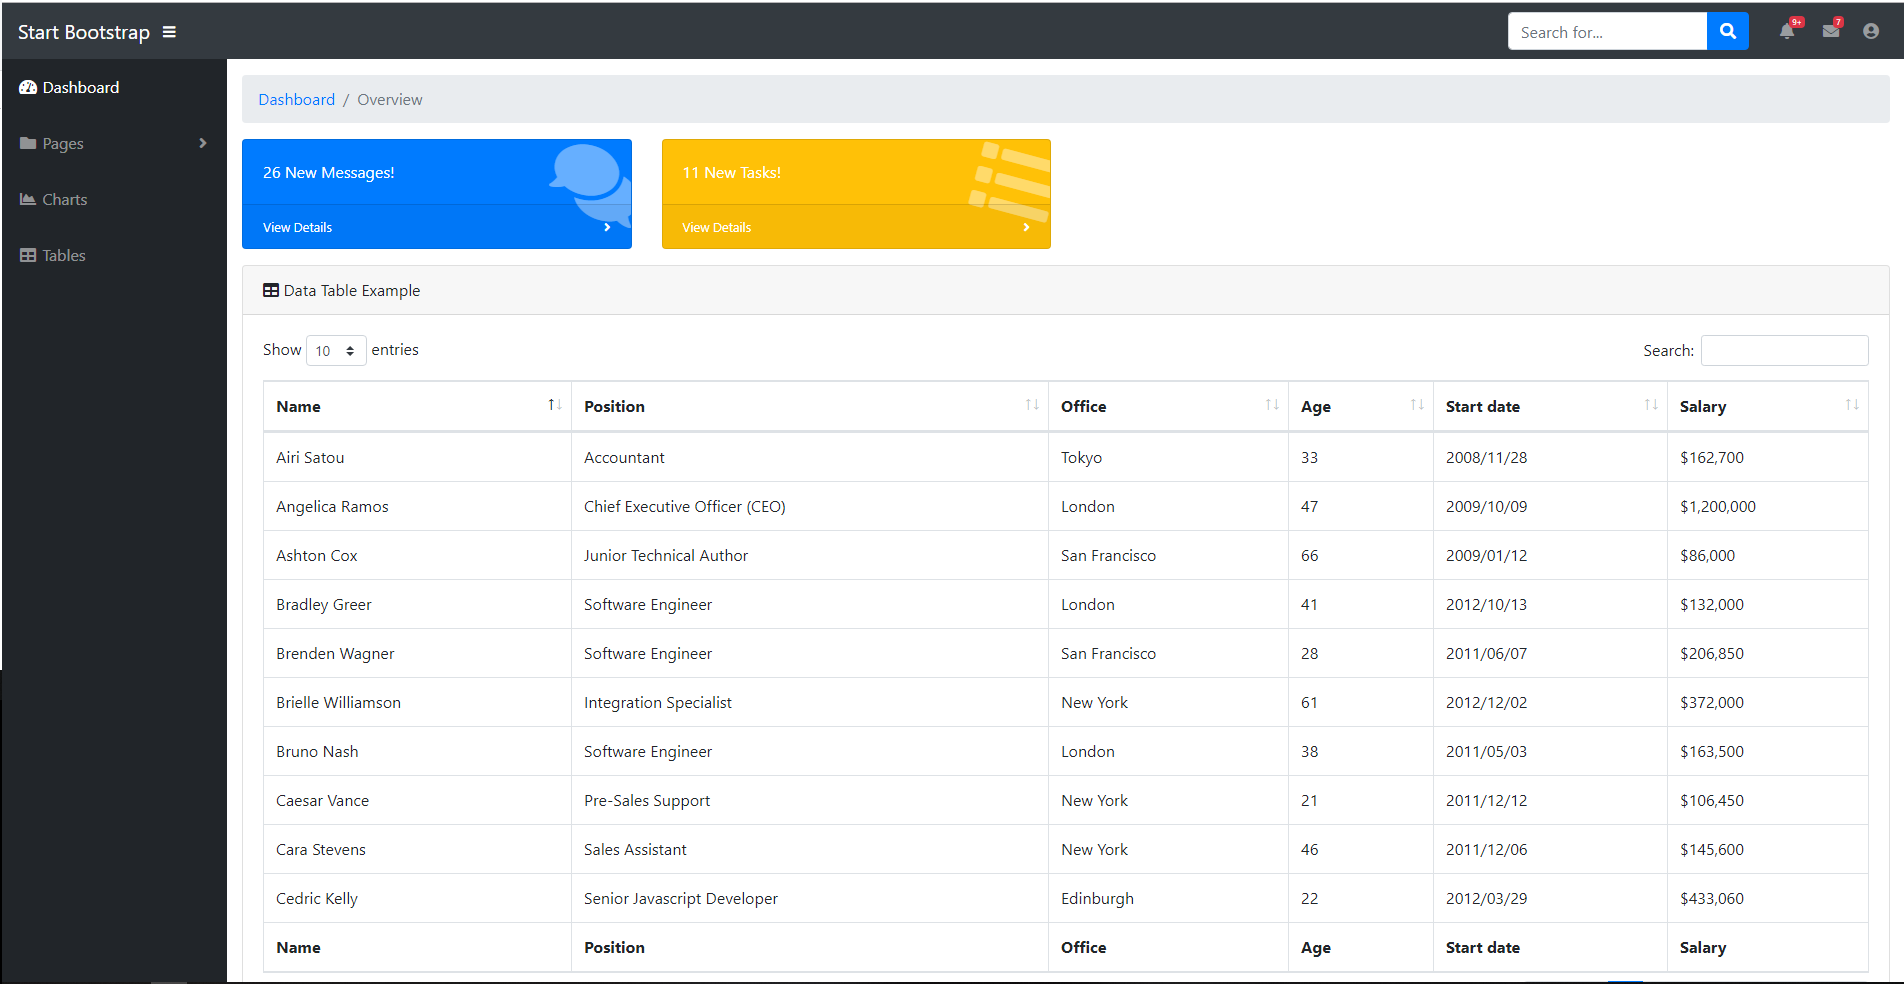 Start Bootstrap
Search for...
9+
7
Dashboard
Pages
Charts
Tables
Dashboard / Overview
26 New Messages!
View Details
11 New Tasks!
View Details
Data Table Example
Show 10 entries
Search:
Name Position Office Age Start date Salary
Airi Satou Accountant Tokyo 33 2008/11/28 $162,700
Angelica Ramos Chief Executive Officer (CEO) London 47 2009/10/09 $1,200,000
Ashton Cox Junior Technical Author San Francisco 66 2009/01/12 $86,000
Bradley Greer Software Engineer London 41 2012/10/13 $132,000
Brenden Wagner Software Engineer San Francisco 28 2011/06/07 $206,850
Brielle Williamson Integration Specialist New York 61 2012/12/02 $372,000
Bruno Nash Software Engineer London 38 2011/05/03 $163,500
Caesar Vance Pre-Sales Support New York 21 2011/12/12 $106,450
Cara Stevens Sales Assistant New York 46 2011/12/06 $145,600
Cedric Kelly Senior Javascript Developer Edinburgh 22 2012/03/29 $433,060
Name Position Office Age Start date Salary